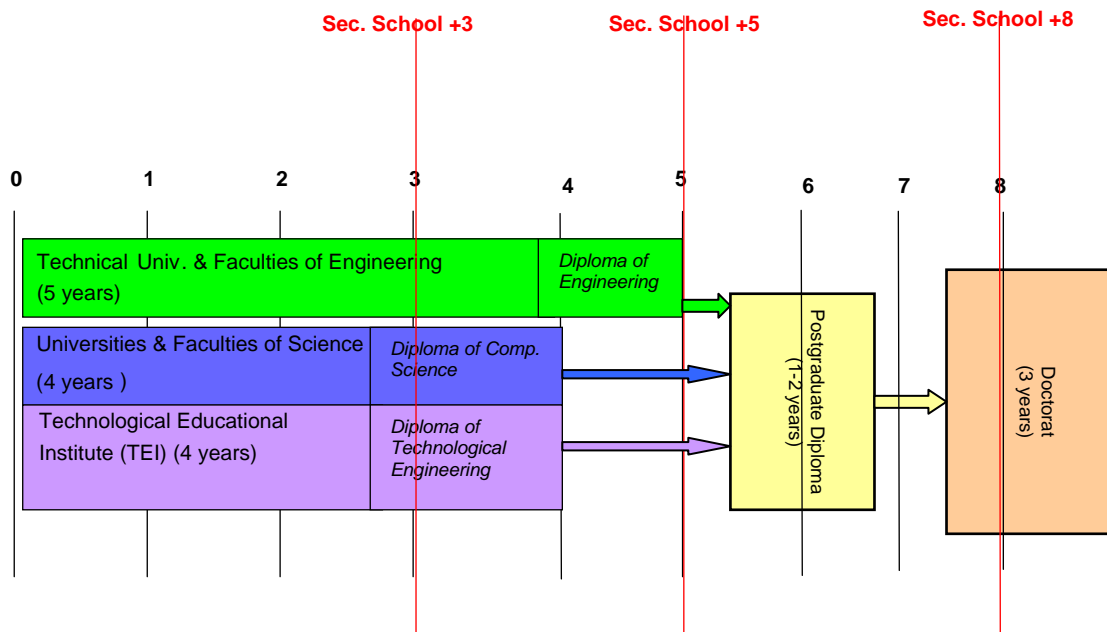 Sec. School +3
Sec. School +5
Sec. School +8
0
1
2
3
4
5
6
7
8
Technical Univ. & Faculties of Engineering
(5 years)
Diploma of
Engineering
Universities & Faculties of Science
(4 years )
Diploma of Comp.
Science
Technological Educational
Institute (TEI) (4 years)
Diploma of
Technological
Engineering
Postgraduate Diploma
(1-2 years)
Doctorat
(3 years)